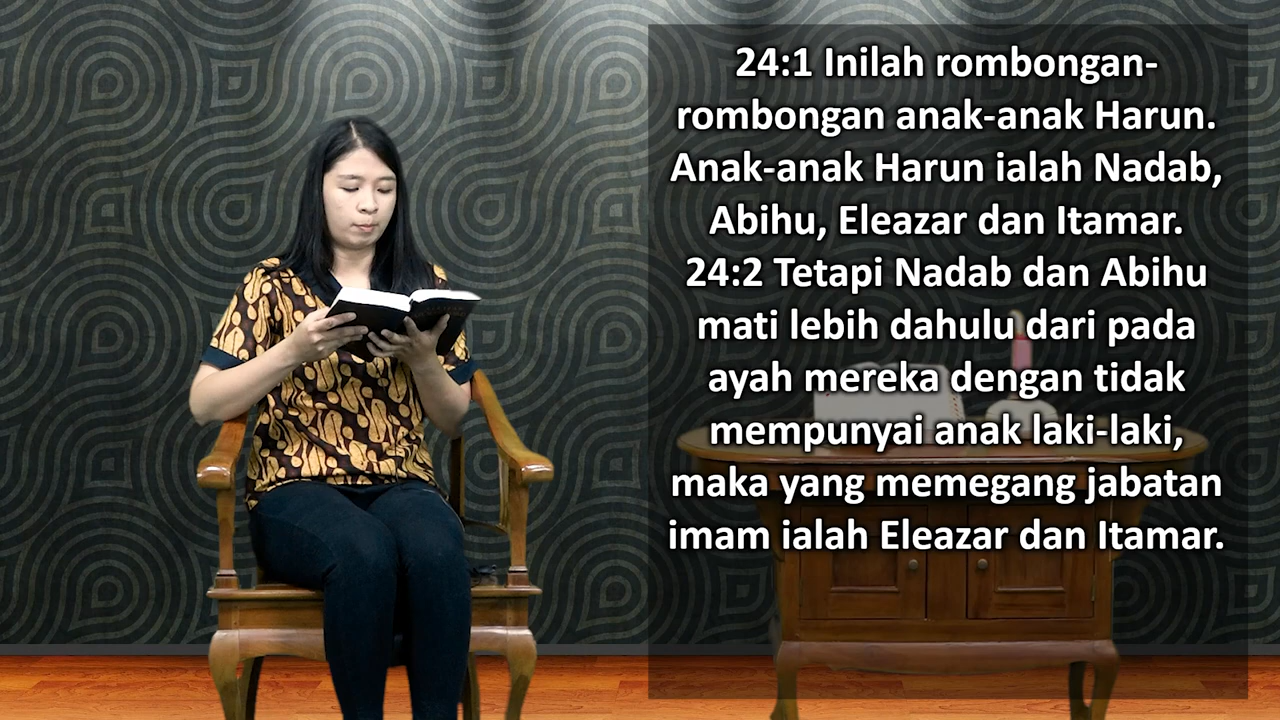 24:1 Inilah rombongan-
rombongan anak-anak Harun.
Anak-anak Harun ialah Nadab,
Abihu, Eleazar dan Itamar.
24:2 Tetapi Nadab dan Abihu
mati lebih dahulu dari pada
ayah mereka dengan tidak
mempunyai anak laki-laki,
maka yang memegang jabatan
imam ialah Eleazar dan Itamar.